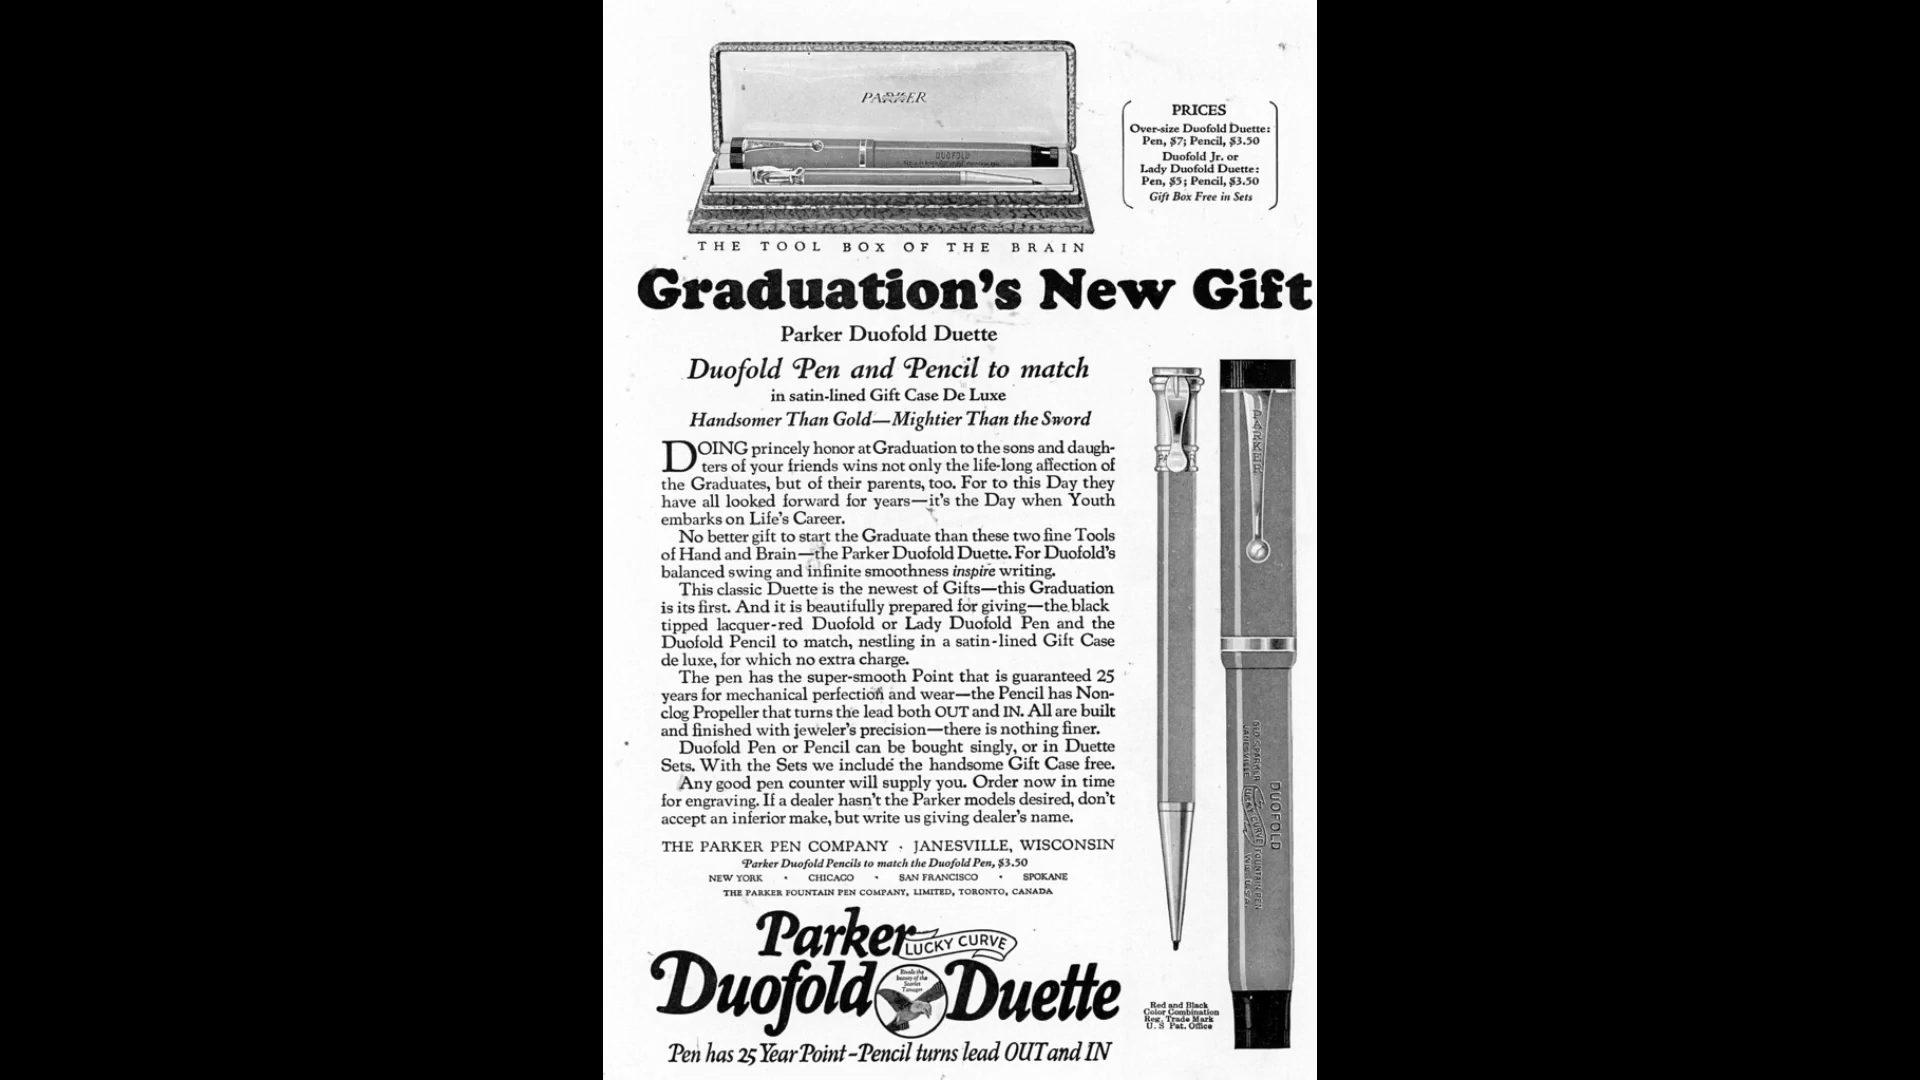 PARKER
DUOFOLD
PRICES
Over-size Duofold Duette:
Pen, $7; Pencil, $3.50
Duofold Jr. or
Lady Duofold Duette:
Pen, $5; Pencil, $3.50
Gift Box Free in Sets
THE TOOL BOX OF THE BRAIN
Graduation's New Gift
Parker Duofold Duette
Duofold Pen and Pencil to match
in satin-lined Gift Case De Luxe
Handsomer Than Gold—Mightier Than the Sword
DOING princely honor at Graduation to the sons and daugh-
ters of your friends wins not only the life-long affection of
the Graduates, but of their parents, too. For to this Day they
have all looked forward for years—it's the Day when Youth
embarks on Life's Career.
No better gift to start the Graduate than these two fine Tools
of Hand and Brain—the Parker Duofold Duette. For Duofold's
balanced swing and infinite smoothness inspire writing.
This classic Duette is the newest of Gifts—this Graduation
is its first. And it is beautifully prepared for giving—the black
tipped lacquer-red Duofold or Lady Duofold Pen and the
Duofold Pencil to match, nestling in a satin-lined Gift Case
de luxe, for which no extra charge.
The pen has the super-smooth Point that is guaranteed 25
years for mechanical perfection and wear—the Pencil has Non-
clog Propeller that turns the lead both OUT and IN. All are built
and finished with jeweler's precision—there is nothing finer.
Duofold Pen or Pencil can be bought singly, or in Duette
Sets. With the Sets we include the handsome Gift Case free.
Any good pen counter will supply you. Order now in time
for engraving. If a dealer hasn't the Parker models desired, don't
accept an inferior make, but write us giving dealer's name.
THE PARKER PEN COMPANY · JANESVILLE, WISCONSIN
Parker Duofold Pencils to match the Duofold Pen, $3.50
NEW YORK · CHICAGO · SAN FRANCISCO · SPOKANE
THE PARKER FOUNTAIN PEN COMPANY, LIMITED, TORONTO, CANADA
Parker
LUCKY CURVE
Duofold Duette
Rivals the
beauty of the
Scarlet
Tanager
Pen has 25 Year Point–Pencil turns lead OUT and IN
PARKER
GEO. S. PARKER
DUOFOLD
JANESVILLE LUCKY CURVE FOUNTAIN PEN
Red and Black
Color Combination
Reg. Trade Mark
U. S Pat. Office